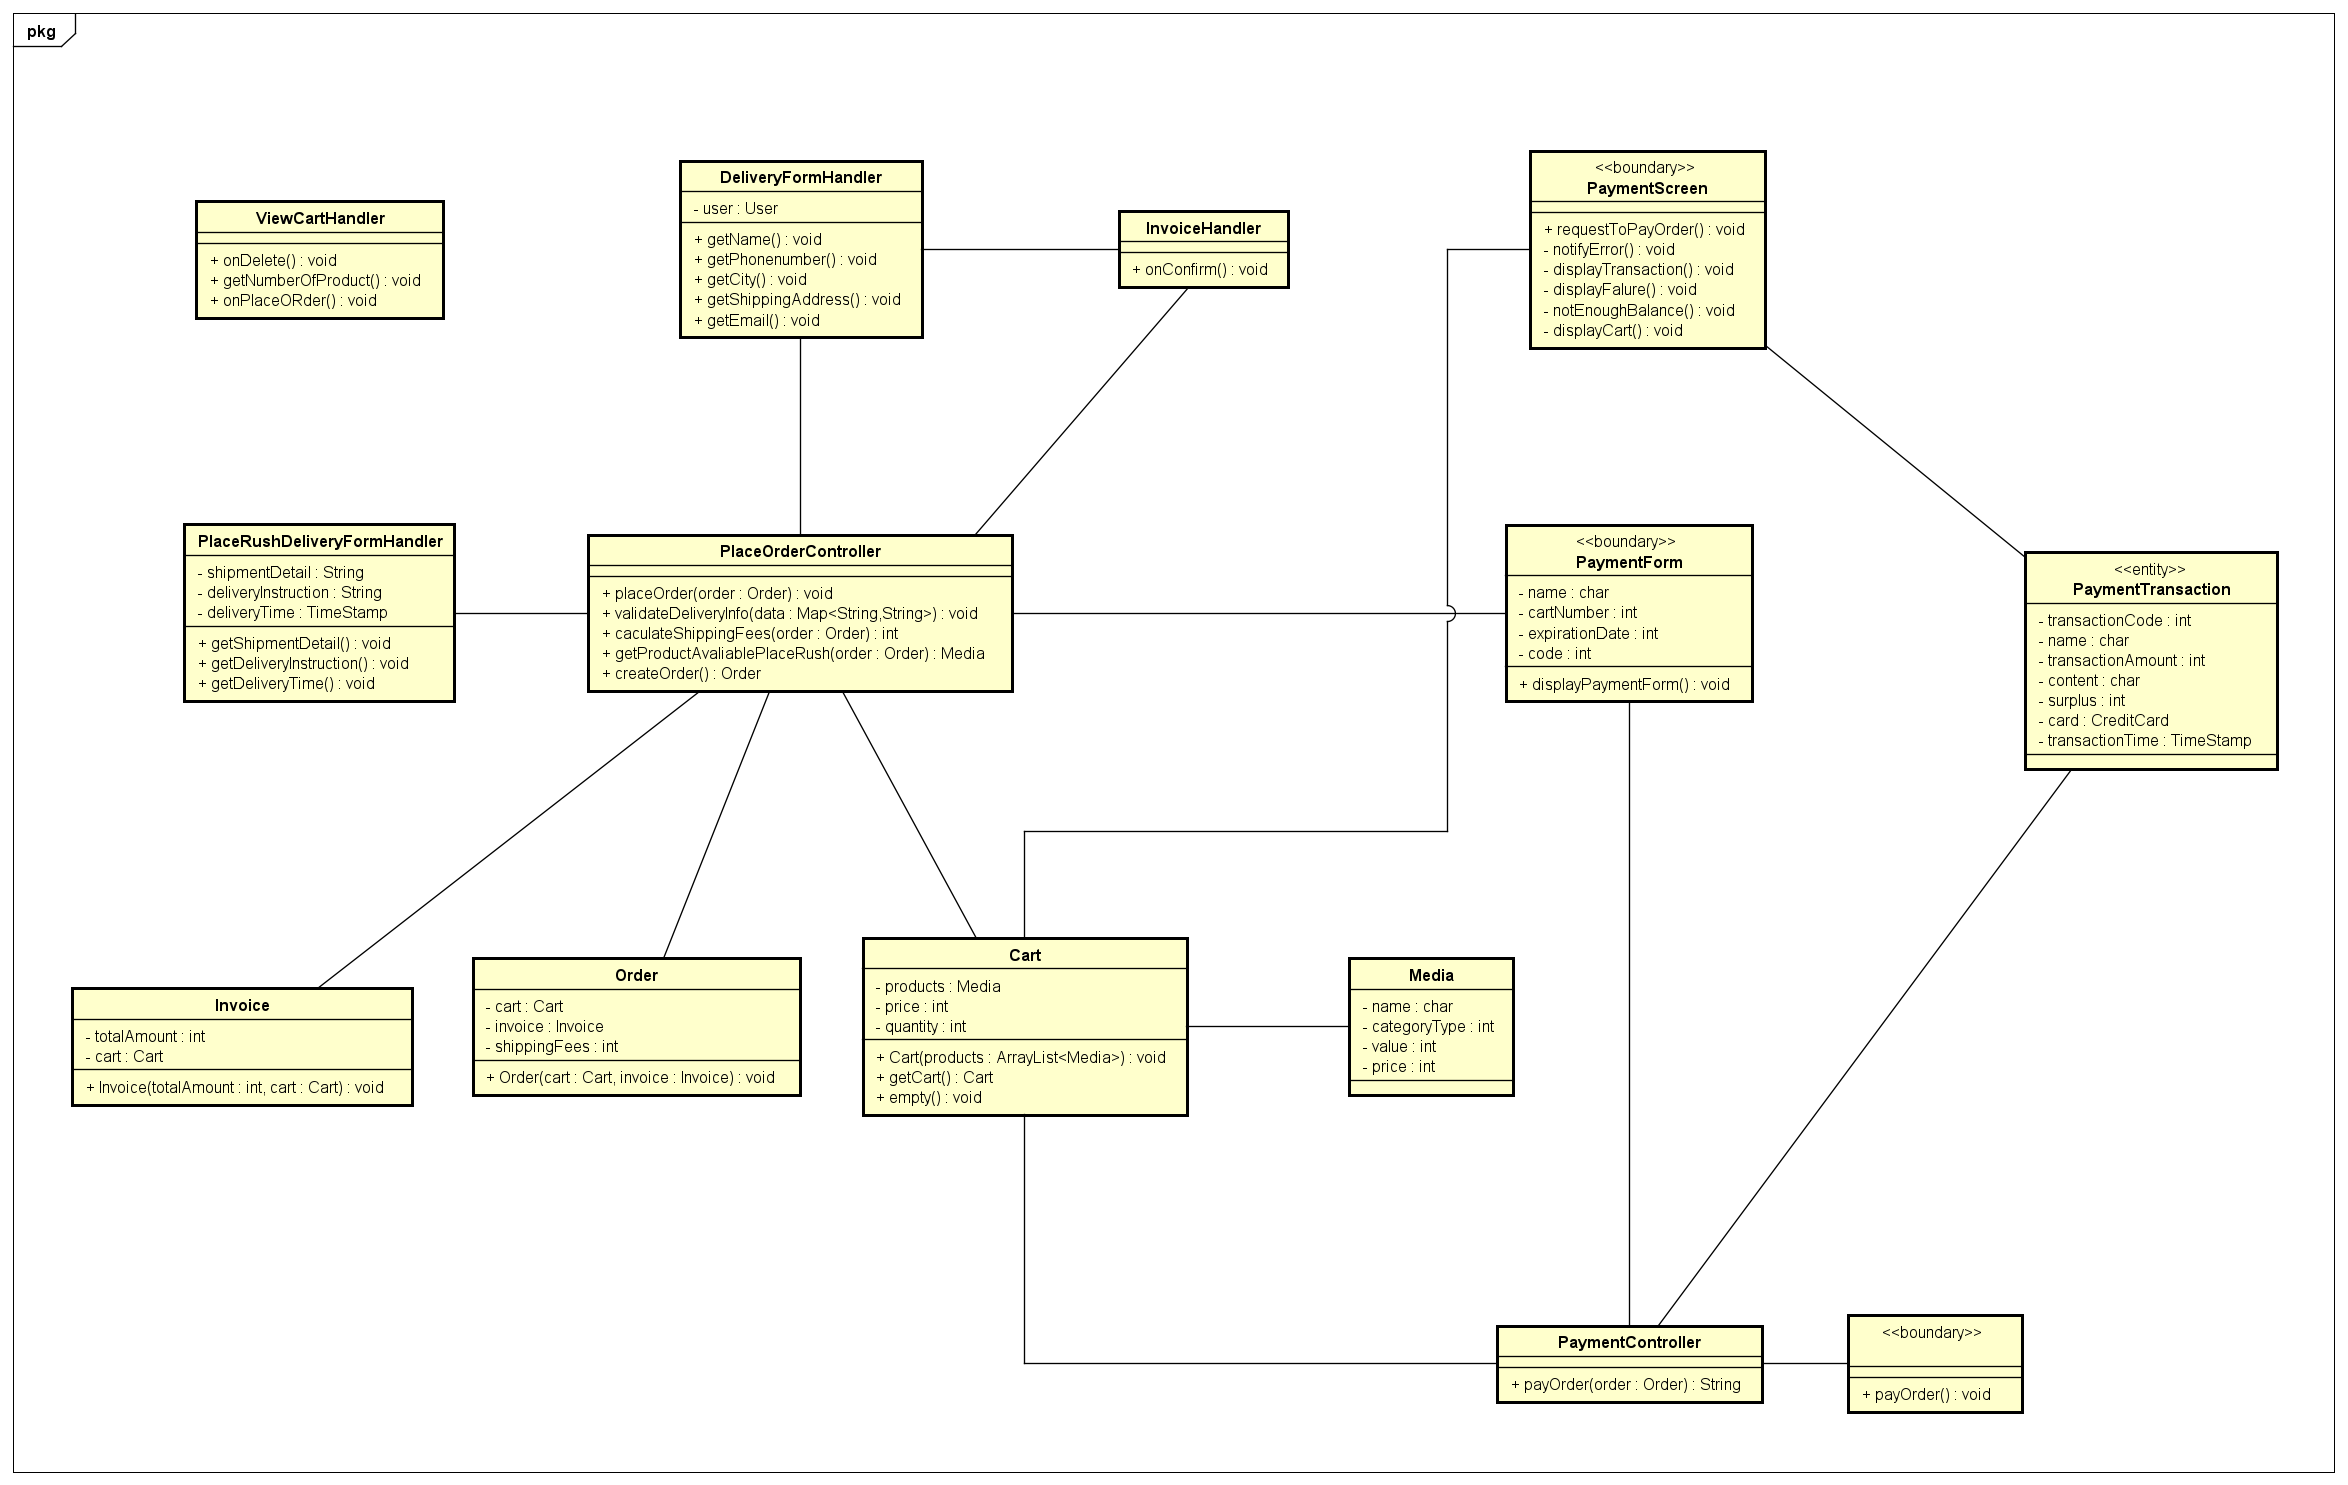 pkg
ViewCartHandler
+ onDelete() : void
+ getNumberOfProduct() : void
+ onPlaceORder() : void
DeliveryFormHandler
- user : User
+ getName() : void
+ getPhonenumber() : void
+ getCity() : void
+ getShippingAddress() : void
+ getEmail() : void
InvoiceHandler
+ onConfirm() : void
<<boundary>>
PaymentScreen
+ requestToPayOrder() : void
- notifyError() : void
- displayTransaction() : void
- displayFalure() : void
- notEnoughBalance() : void
- displayCart() : void
PlaceRushDeliveryFormHandler
- shipmentDetail : String
- deliveryInstruction : String
- deliveryTime : TimeStamp
+ getShipmentDetail() : void
+ getDeliveryInstruction() : void
+ getDeliveryTime() : void
PlaceOrderController
+ placeOrder(order : Order) : void
+ validateDeliveryInfo(data : Map<String,String>) : void
+ caculateShippingFees(order : Order) : int
+ getProductAvaliablePlaceRush(order : Order) : Media
+ createOrder() : Order
<<boundary>>
PaymentForm
- name : char
- cartNumber : int
- expirationDate : int
- code : int
+ displayPaymentForm() : void
<<entity>>
PaymentTransaction
- transactionCode : int
- name : char
- transactionAmount : int
- content : char
- surplus : int
- card : CreditCard
- transactionTime : TimeStamp
Invoice
- totalAmount : int
- cart : Cart
+ Invoice(totalAmount : int, cart : Cart) : void
Order
- cart : Cart
- invoice : Invoice
- shippingFees : int
+ Order(cart : Cart, invoice : Invoice) : void
Cart
- products : Media
- price : int
- quantity : int
+ Cart(products : ArrayList<Media>) : void
+ getCart() : Cart
+ empty() : void
Media
- name : char
- categoryType : int
- value : int
- price : int
PaymentController
+ payOrder(order : Order) : String
<<boundary>>
+ payOrder() : void